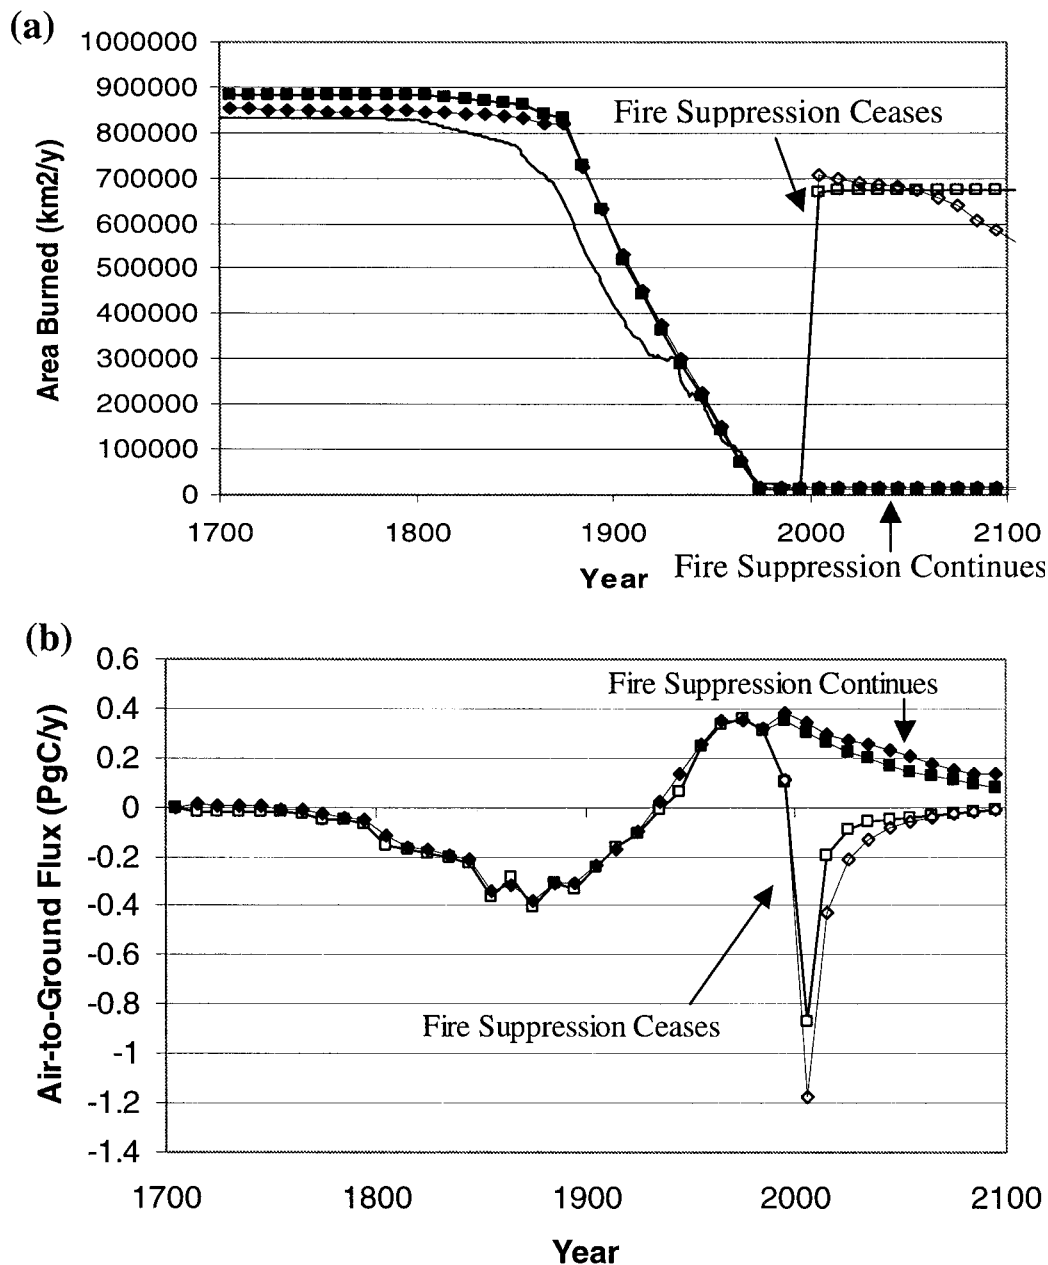 (a)
1000000
900000
800000
700000
600000
500000
400000
300000
200000
100000
0
Area Burned (km2/y)
Fire Suppression Ceases
1700 1800 1900 2000 2100
Year
Fire Suppression Continues
(b)
0.6
0.4
0.2
0
-0.2
-0.4
-0.6
-0.8
-1
-1.2
-1.4
Air-to-Ground Flux (PgC/y)
Fire Suppression Continues
Fire Suppression Ceases
1700 1800 1900 2000 2100
Year